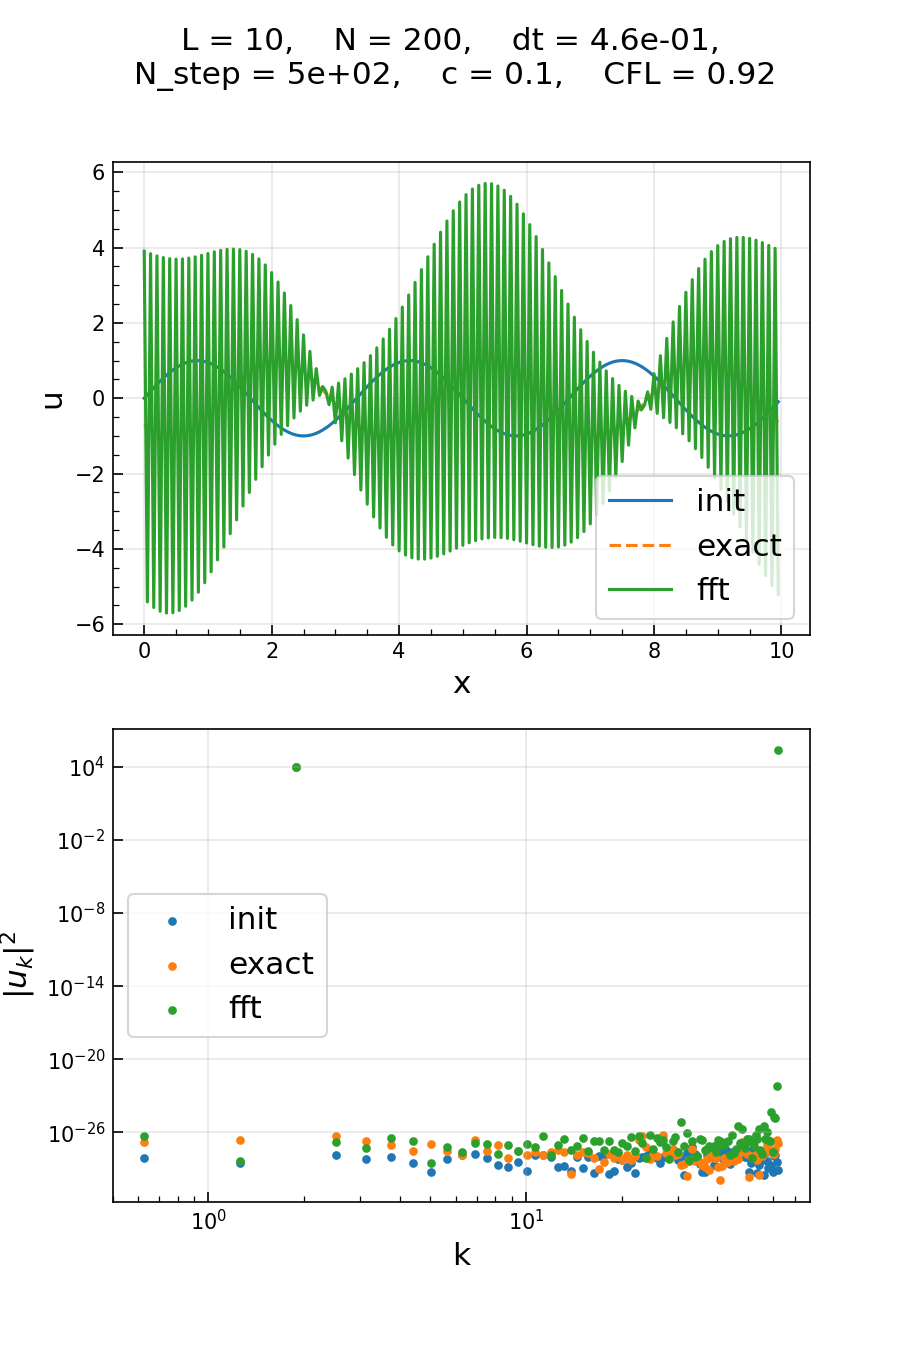 L = 10,    N = 200,    dt = 4.6e-01,
N_step = 5e+02,    c = 0.1,    CFL = 0.92
6
4
2
0
−2
−4
−6
u
init
exact
fft
0 2 4 6 8 10
x
10^4
10^−2
10^−8
10^−14
10^−20
10^−26
|u_k|^2
init
exact
fft
10^0 10^1
k